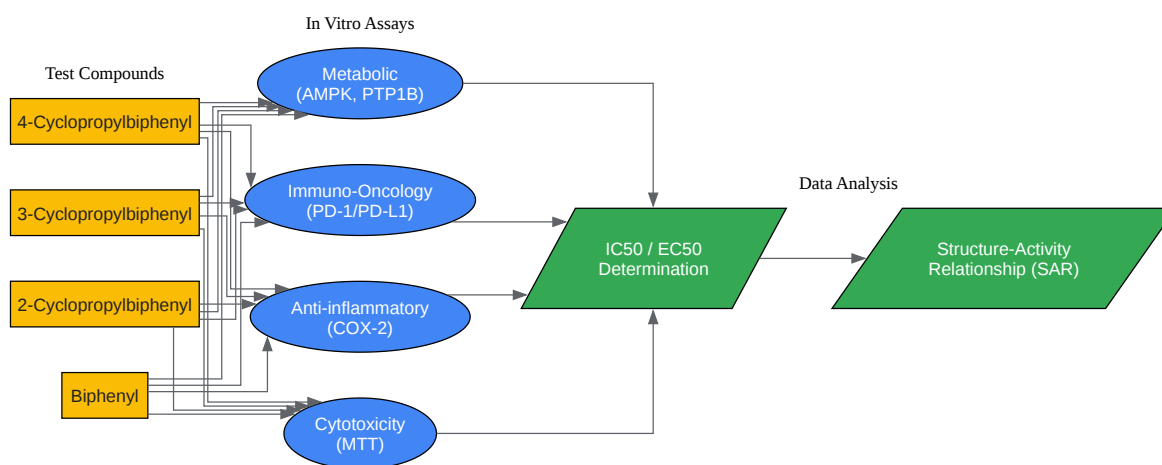 In Vitro Assays
Test Compounds
Metabolic
(AMPK, PTP1B)
4-Cyclopropylbiphenyl
3-Cyclopropylbiphenyl
Immuno-Oncology
(PD-1/PD-L1)
Data Analysis
IC50 / EC50
Determination
Structure-Activity
Relationship (SAR)
2-Cyclopropylbiphenyl
Anti-inflammatory
(COX-2)
Biphenyl
Cytotoxicity
(MTT)